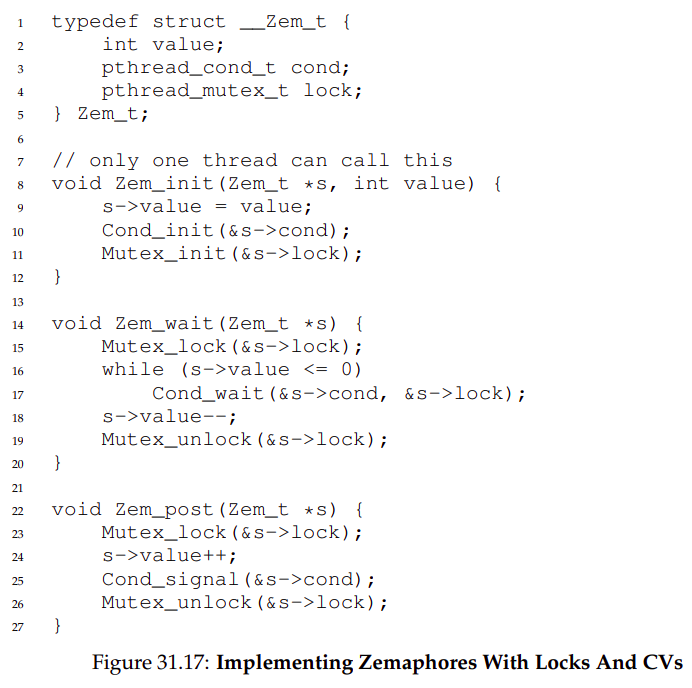 1 typedef struct __Zem_t {
2     int value;
3     pthread_cond_t cond;
4     pthread_mutex_t lock;
5 } Zem_t;
6
7 // only one thread can call this
8 void Zem_init(Zem_t *s, int value) {
9     s->value = value;
10     Cond_init(&s->cond);
11     Mutex_init(&s->lock);
12 }
13
14 void Zem_wait(Zem_t *s) {
15     Mutex_lock(&s->lock);
16     while (s->value <= 0)
17         Cond_wait(&s->cond, &s->lock);
18     s->value--;
19     Mutex_unlock(&s->lock);
20 }
21
22 void Zem_post(Zem_t *s) {
23     Mutex_lock(&s->lock);
24     s->value++;
25     Cond_signal(&s->cond);
26     Mutex_unlock(&s->lock);
27 }
Figure 31.17: Implementing Zemaphores With Locks And CVs